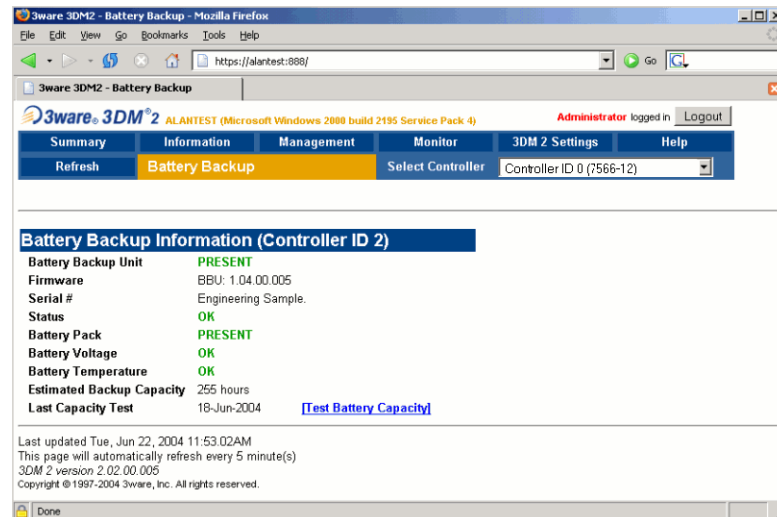 3ware 3DM2 - Battery Backup - Mozilla Firefox
File Edit View Go Bookmarks Tools Help
https://alantest:888/ Go G
3ware 3DM2 - Battery Backup
3ware® 3DM®2 ALANTEST (Microsoft Windows 2000 build 2195 Service Pack 4) Administrator logged in Logout
Summary Information Management Monitor 3DM 2 Settings Help
Refresh Battery Backup Select Controller Controller ID 0 (7566-12)
Battery Backup Information (Controller ID 2)
Battery Backup Unit PRESENT
Firmware BBU: 1.04.00.005
Serial # Engineering Sample.
Status OK
Battery Pack PRESENT
Battery Voltage OK
Battery Temperature OK
Estimated Backup Capacity 255 hours
Last Capacity Test 18-Jun-2004 [Test Battery Capacity]
Last updated Tue, Jun 22, 2004 11:53.02AM
This page will automatically refresh every 5 minute(s)
3DM 2 version 2.02.00.005
Copyright © 1997-2004 3ware, Inc. All rights reserved.
Done